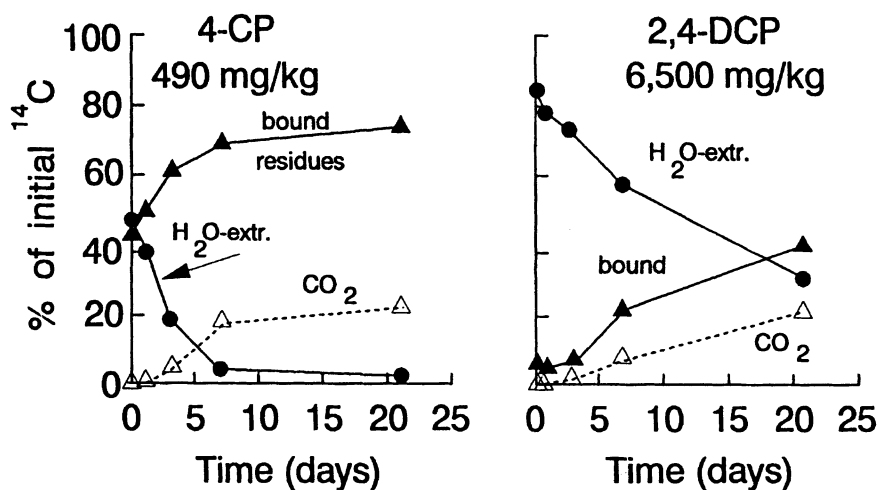 4-CP
490 mg/kg
% of initial ¹⁴C
100
80
60
40
20
0
bound
residues
H₂O-extr.
CO₂
0 5 10 15 20 25
Time (days)
2,4-DCP
6,500 mg/kg
H₂O-extr.
bound
CO₂
0 5 10 15 20 25
Time (days)